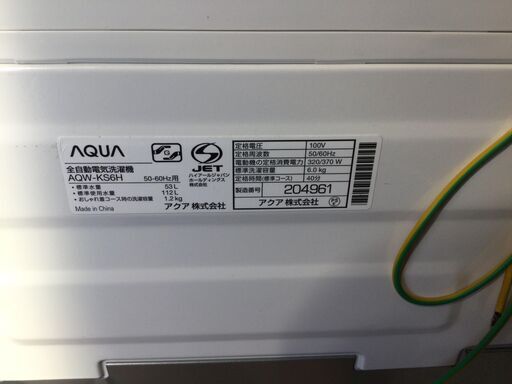 AQUA
全自動電気洗濯機
AQW-KS6H 50-60Hz用
・標準水量 53 L
・標準使用水量 112 L
・おしゃれ着コース時の洗濯容量 1.2 kg
Made in China
アクア 株式会社
G
S
JET
ハイアールジャパン
ホールディングス
株式会社
定格電圧 100V
定格周波数 50/60Hz
電動機の定格消費電力 320/370 W
標準洗濯容量 6.0 kg
定格時間(標準コース) 40分
製造番号 204961
アクア 株式会社